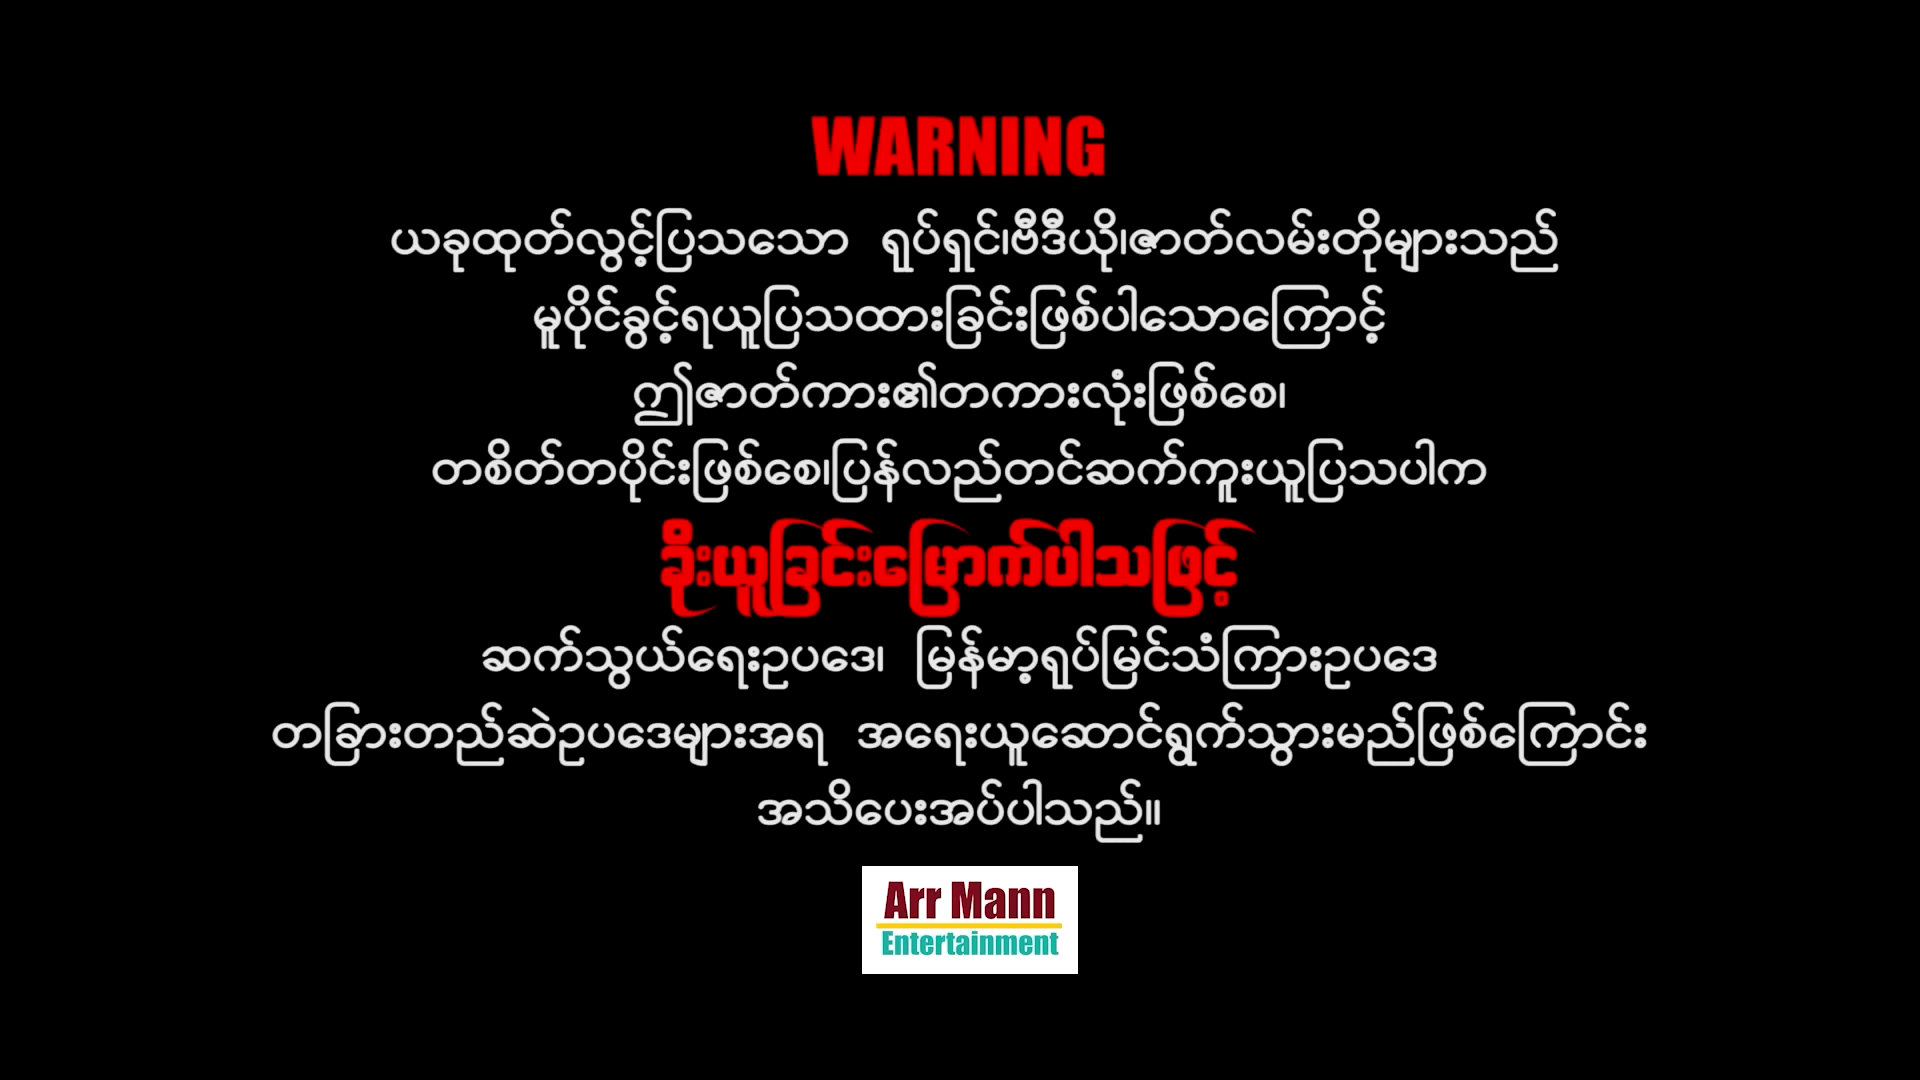 WARNING
ယခုထုတ်လွင့်ပြသသော ရုပ်ရှင်၊ဗီဒီယို၊ဇာတ်လမ်းတိုများသည်
မူပိုင်ခွင့်ရယူပြသထားခြင်းဖြစ်ပါသောကြောင့်
ဤဇာတ်ကား၏တကားလုံးဖြစ်စေ၊
တစိတ်တပိုင်းဖြစ်စေ၊ပြန်လည်တင်ဆက်ကူးယူပြသပါက
ခိုးယူခြင်းမြောက်ပါသဖြင့်
ဆက်သွယ်ရေးဥပဒေ၊ မြန်မာ့ရုပ်မြင်သံကြားဥပဒေ
တခြားတည်ဆဲဥပဒေများအရ အရေးယူဆောင်ရွက်သွားမည်ဖြစ်ကြောင်း
အသိပေးအပ်ပါသည်။
Arr Mann
Entertainment